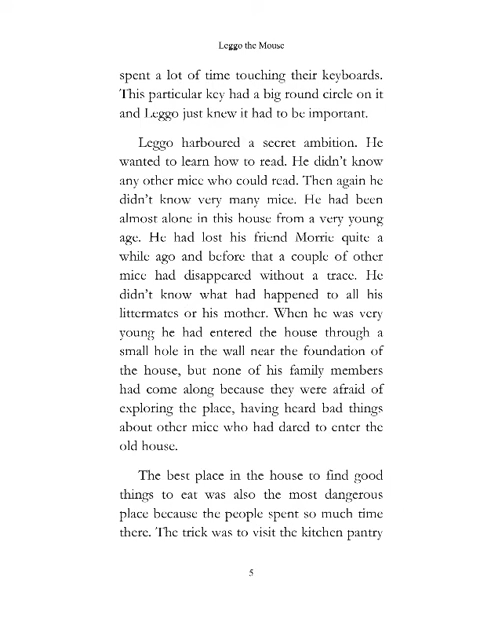 Leggo the Mouse
spent a lot of time touching their keyboards.
This particular key had a big round circle on it
and Leggo just knew it had to be important.
Leggo harboured a secret ambition. He
wanted to learn how to read. He didn’t know
any other mice who could read. Then again he
didn’t know very many mice. He had been
almost alone in this house from a very young
age. He had lost his friend Morrie quite a
while ago and before that a couple of other
mice had disappeared without a trace. He
didn’t know what had happened to all his
littermates or his mother. When he was very
young he had entered the house through a
small hole in the wall near the foundation of
the house, but none of his family members
had come along because they were afraid of
exploring the place, having heard bad things
about other mice who had dared to enter the
old house.
The best place in the house to find good
things to eat was also the most dangerous
place because the people spent so much time
there. The trick was to visit the kitchen pantry
5